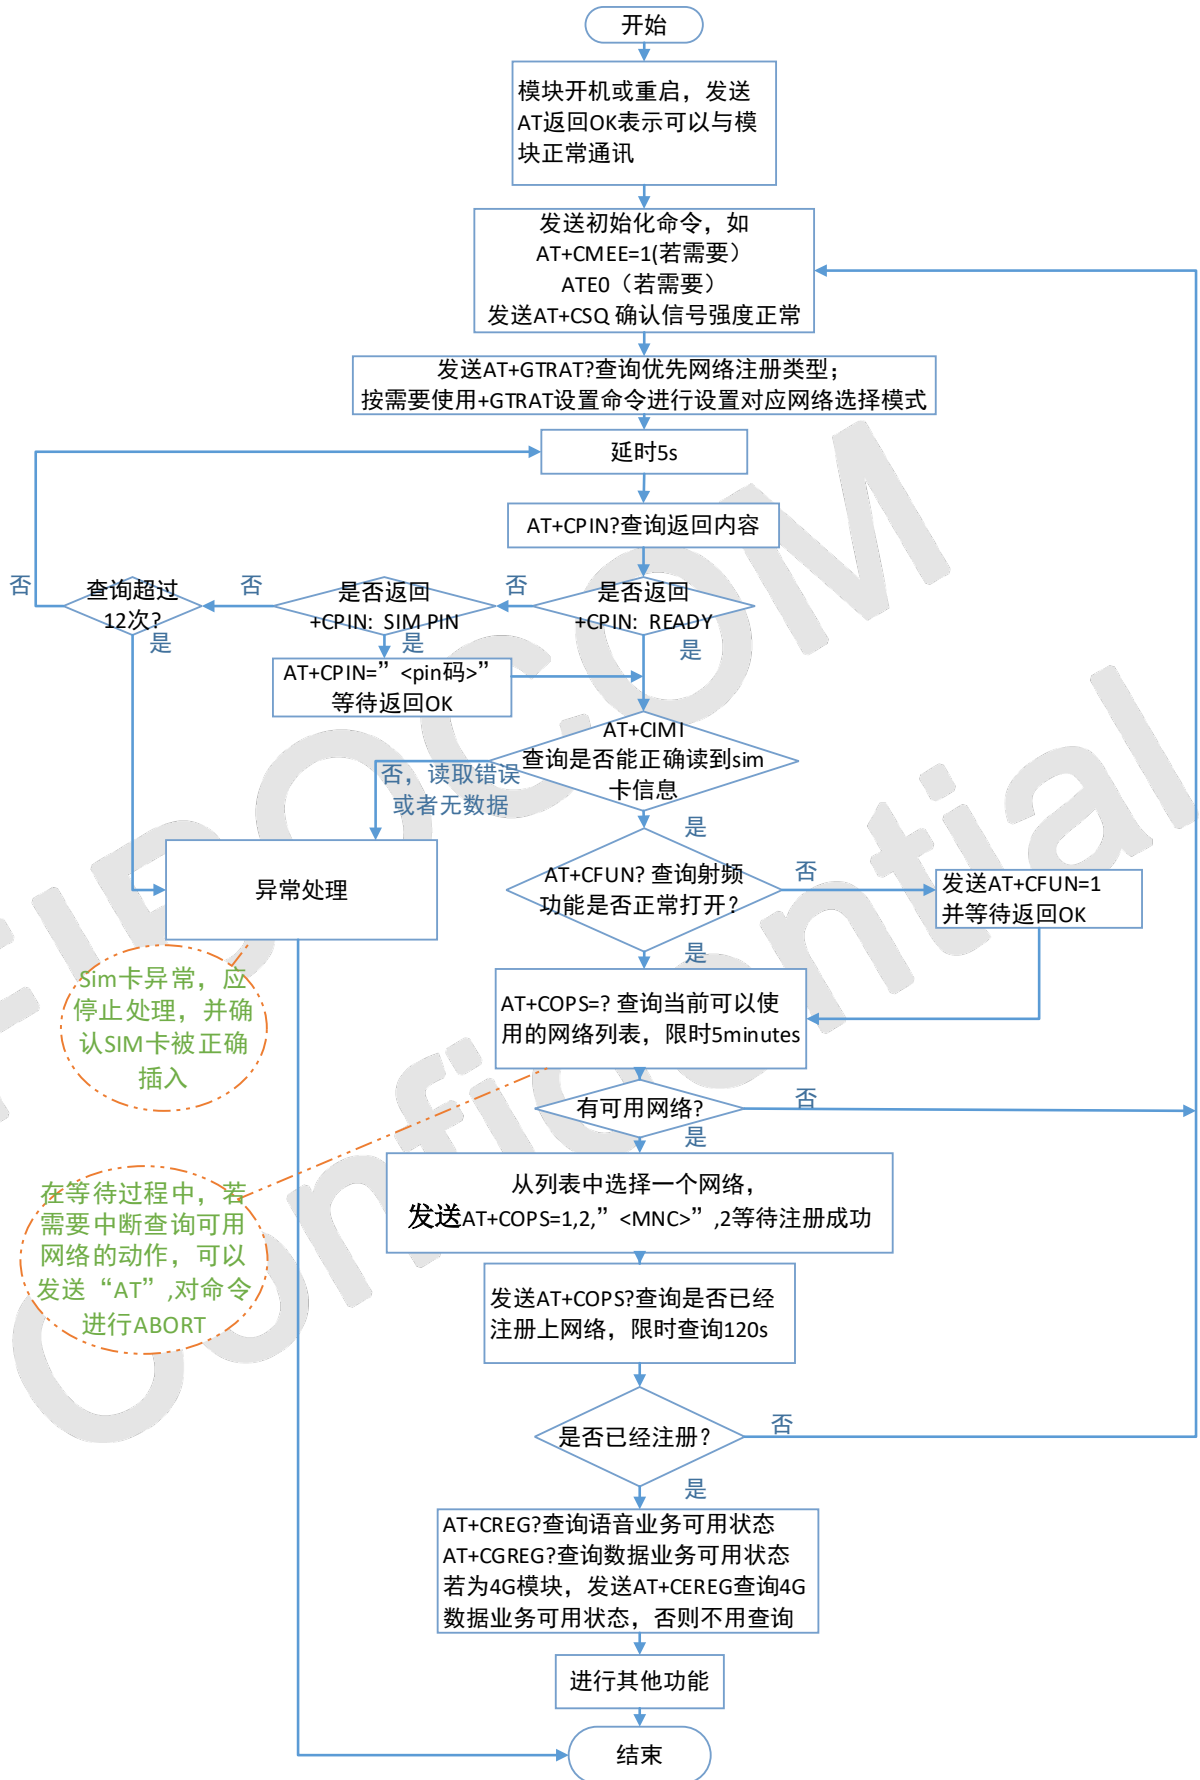 开始
模块开机或重启，发送
AT返回OK表示可以与模
块正常通讯
发送初始化命令，如
AT+CMEE=1(若需要）
ATE0（若需要）
发送AT+CSQ 确认信号强度正常
发送AT+GTRAT?查询优先网络注册类型；
按需要使用+GTRAT设置命令进行设置对应网络选择模式
延时5s
AT+CPIN?查询返回内容
否
查询超过
12次?
是
否
是否返回
+CPIN: SIM PIN
是
否
是否返回
+CPIN: READY
是
AT+CPIN=”<pin码>”
等待返回OK
AT+CIMI
查询是否能正确读到sim
卡信息
否，读取错误
或者无数据
是
异常处理
AT+CFUN? 查询射频
功能是否正常打开?
否
发送AT+CFUN=1
并等待返回OK
是
Sim卡异常，应
停止处理，并确
认SIM卡被正确
插入
AT+COPS=? 查询当前可以使
用的网络列表，限时5minutes
有可用网络?
否
是
在等待过程中，若
需要中断查询可用
网络的动作，可以
发送“AT”,对命令
进行ABORT
从列表中选择一个网络，
发送AT+COPS=1,2,”<MNC>”,2等待注册成功
发送AT+COPS?查询是否已经
注册上网络，限时查询120s
是否已经注册?
否
是
AT+CREG?查询语音业务可用状态
AT+CGREG?查询数据业务可用状态
若为4G模块，发送AT+CEREG查询4G
数据业务可用状态，否则不用查询
进行其他功能
结束
FIBOCOM
Confidential